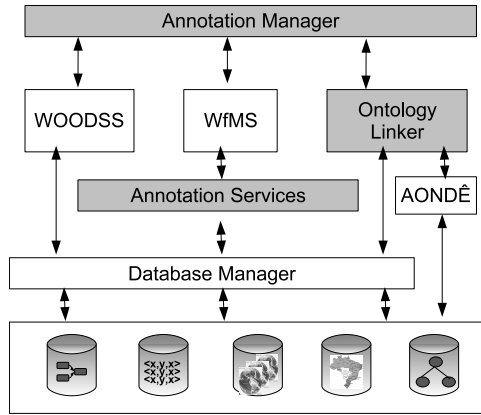 Annotation Manager
WOODSS
WfMS
Ontology
Linker
Annotation Services
AONDÊ
Database Manager
<x,y,x>
<x,y,x>
<x,y,x>